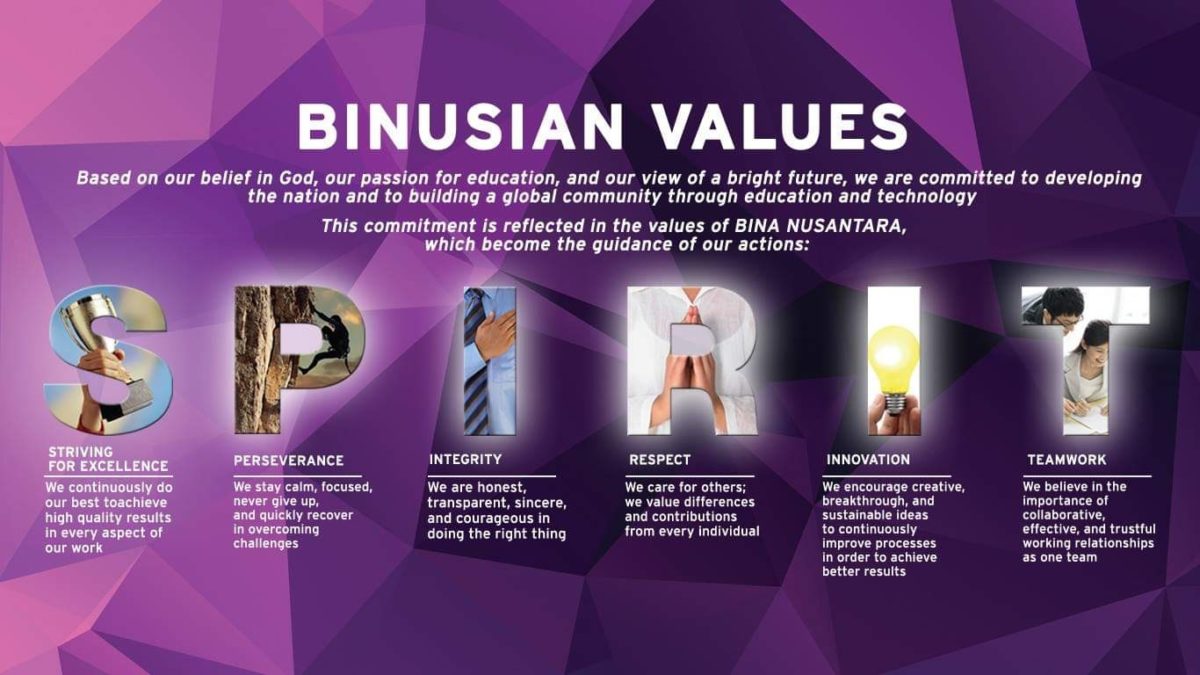 BINUSIAN VALUES
Based on our belief in God, our passion for education, and our view of a bright future, we are committed to developing
the nation and to building a global community through education and technology
This commitment is reflected in the values of BINA NUSANTARA,
which become the guidance of our actions:
SPIRIT
STRIVING
FOR EXCELLENCE
We continuously do
our best toachieve
high quality results
in every aspect of
our work
PERSEVERANCE
We stay calm, focused,
never give up,
and quickly recover
in overcoming
challenges
INTEGRITY
We are honest,
transparent, sincere,
and courageous in
doing the right thing
RESPECT
We care for others;
we value differences
and contributions
from every individual
INNOVATION
We encourage creative,
breakthrough, and
sustainable ideas
to continuously
improve processes
in order to achieve
better results
TEAMWORK
We believe in the
importance of
collaborative,
effective, and trustful
working relationships
as one team